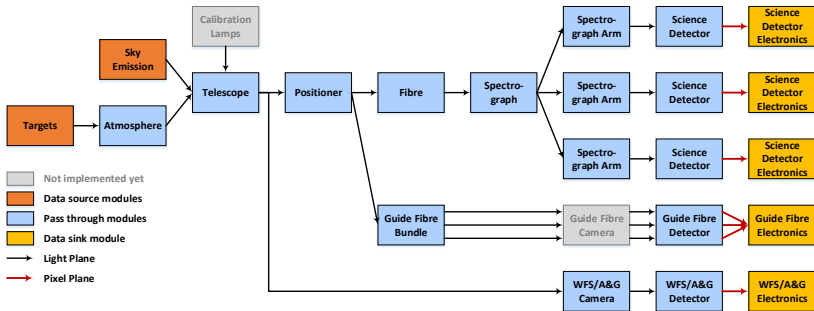 Calibration
Lamps
Sky
Emission
Targets
Atmosphere
Telescope
Positioner
Fibre
Spectro-
graph
Spectro-
graph Arm
Science
Detector
Science
Detector
Electronics
Spectro-
graph Arm
Science
Detector
Science
Detector
Electronics
Spectro-
graph Arm
Science
Detector
Science
Detector
Electronics
Guide Fibre
Bundle
Guide Fibre
Camera
Guide Fibre
Detector
Guide Fibre
Electronics
WFS/A&G
Camera
WFS/A&G
Detector
WFS/A&G
Electronics
Not implemented yet
Data source modules
Pass through modules
Data sink module
Light Plane
Pixel Plane